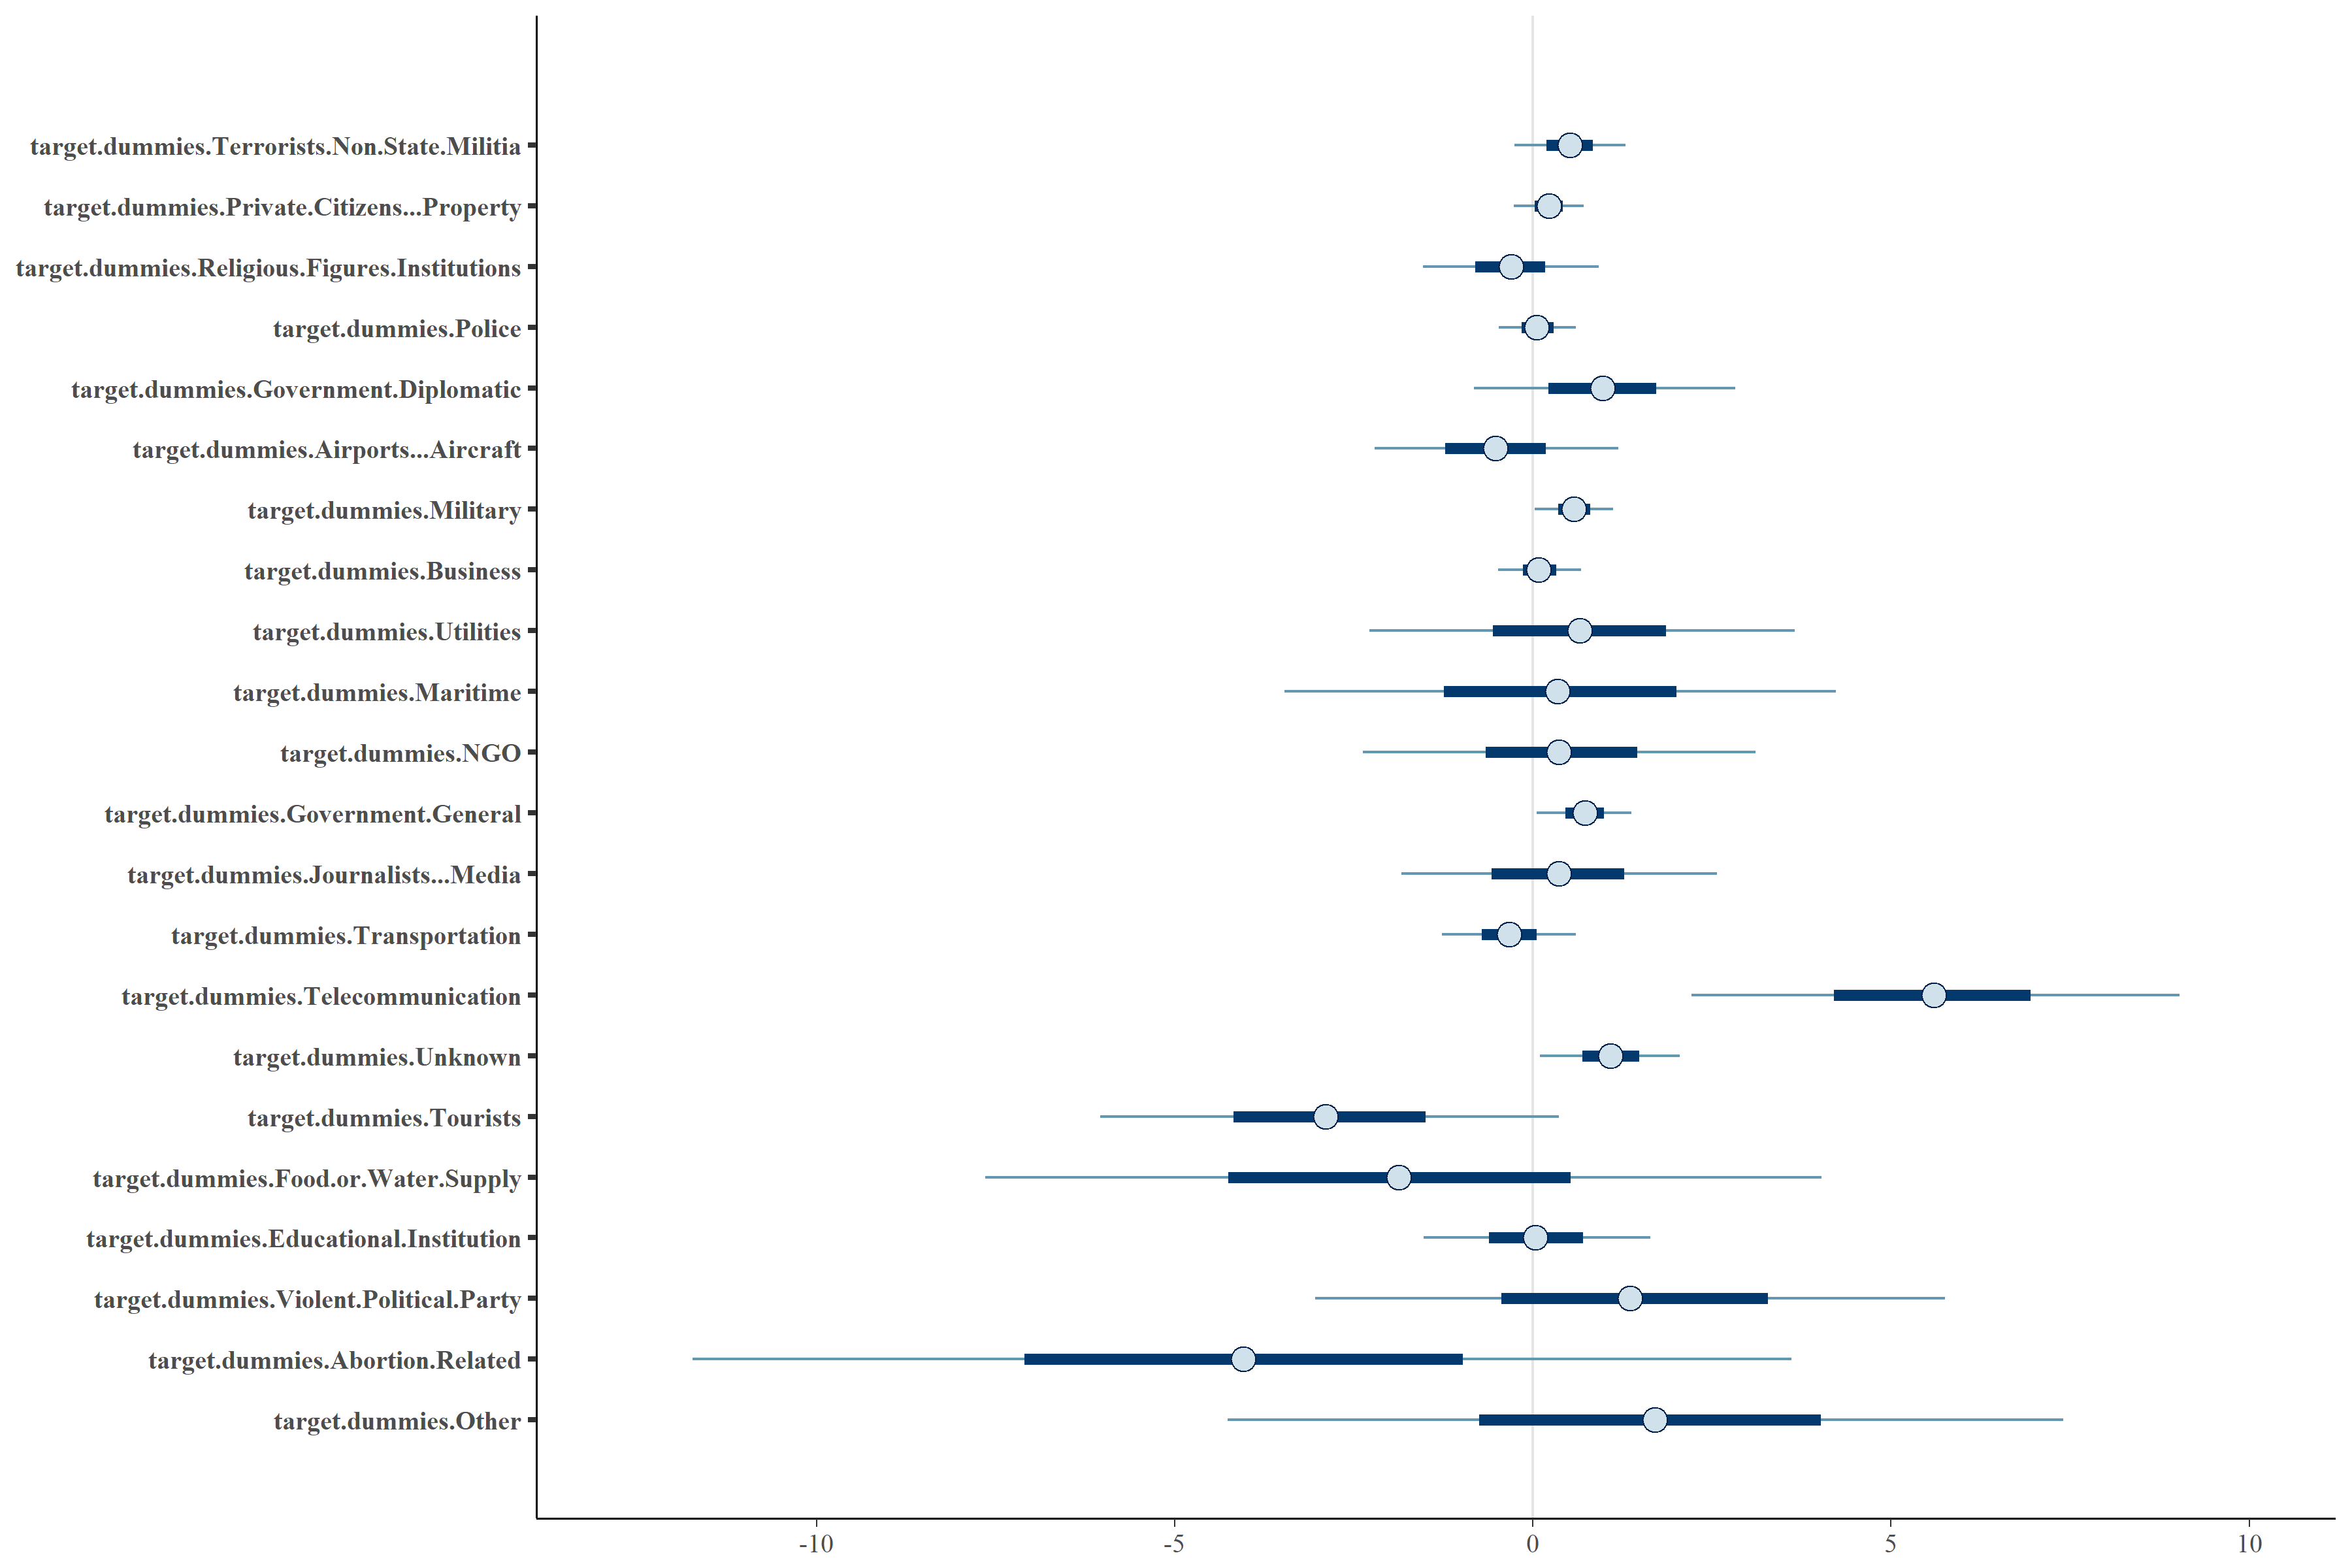 target.dummies.Terrorists.Non.State.Militia
target.dummies.Private.Citizens...Property
target.dummies.Religious.Figures.Institutions
target.dummies.Police
target.dummies.Government.Diplomatic
target.dummies.Airports...Aircraft
target.dummies.Military
target.dummies.Business
target.dummies.Utilities
target.dummies.Maritime
target.dummies.NGO
target.dummies.Government.General
target.dummies.Journalists...Media
target.dummies.Transportation
target.dummies.Telecommunication
target.dummies.Unknown
target.dummies.Tourists
target.dummies.Food.or.Water.Supply
target.dummies.Educational.Institution
target.dummies.Violent.Political.Party
target.dummies.Abortion.Related
target.dummies.Other
-10 -5 0 5 10